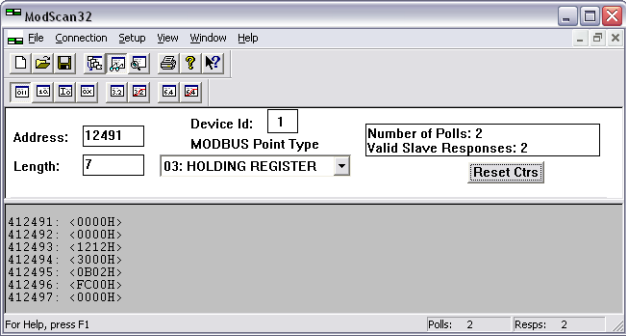 ModScan32
File Connection Setup View Window Help
Address: 12491
Device Id: 1
MODBUS Point Type
Length: 7
03: HOLDING REGISTER
Number of Polls: 2
Valid Slave Responses: 2
Reset Ctrs
412491: <0000H>
412492: <0000H>
412493: <1212H>
412494: <3000H>
412495: <0B02H>
412496: <FC00H>
412497: <0000H>
For Help, press F1
Polls: 2
Resps: 2